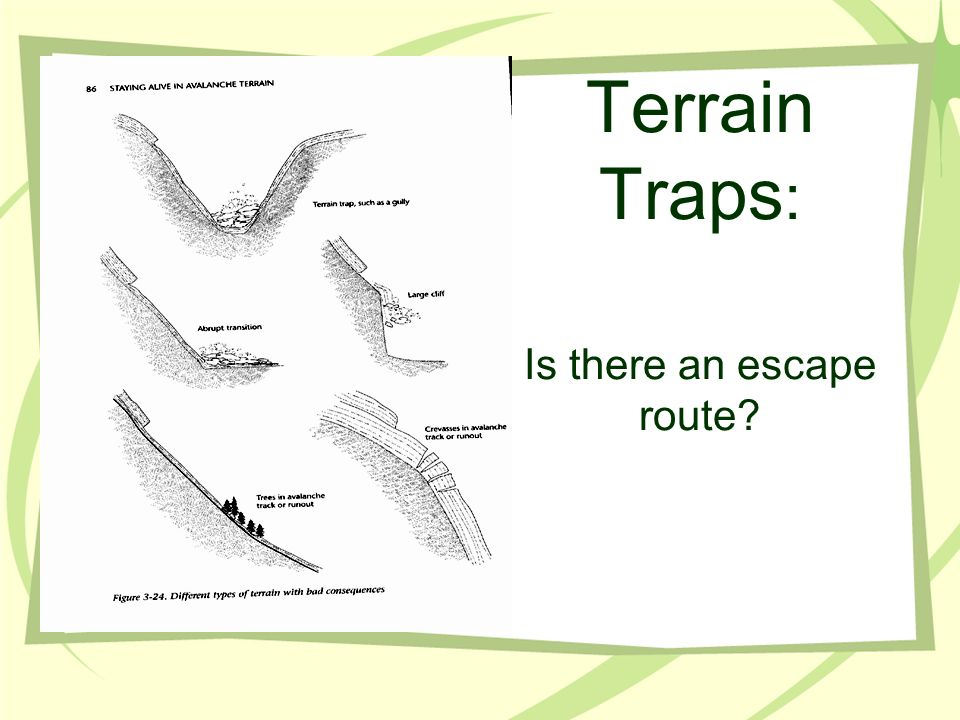 86 STAYING ALIVE IN AVALANCHE TERRAIN
Terrain trap, such as a gully
Abrupt transition
Large cliff
Trees in avalanche
track or runout
Crevasses in avalanche
track or runout
Figure 3-24. Different types of terrain with bad consequences
Terrain
Traps:
Is there an escape
route?